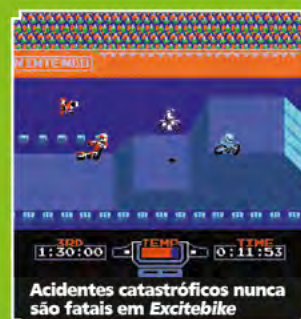 NINTENDO
3RD TEMP TIME
1:30:00 0:11:53
Acidentes catastróficos nunca
são fatais em Excitebike